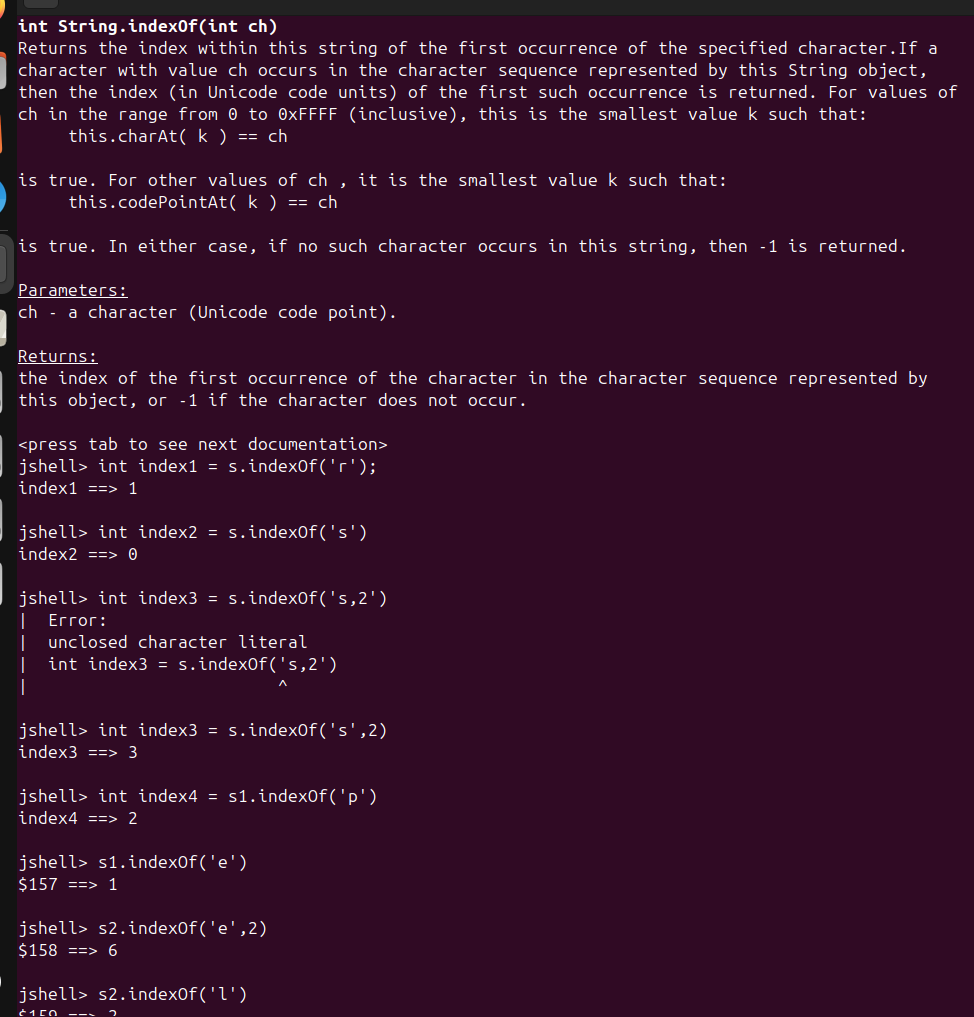 int String.indexOf(int ch)
Returns the index within this string of the first occurrence of the specified character.If a
character with value ch occurs in the character sequence represented by this String object,
then the index (in Unicode code units) of the first such occurrence is returned. For values of
ch in the range from 0 to 0xFFFF (inclusive), this is the smallest value k such that:
     this.charAt( k ) == ch
is true. For other values of ch , it is the smallest value k such that:
     this.codePointAt( k ) == ch
is true. In either case, if no such character occurs in this string, then -1 is returned.
Parameters:
ch - a character (Unicode code point).
Returns:
the index of the first occurrence of the character in the character sequence represented by
this object, or -1 if the character does not occur.
<press tab to see next documentation>
jshell> int index1 = s.indexOf('r');
index1 ==> 1
jshell> int index2 = s.indexOf('s')
index2 ==> 0
jshell> int index3 = s.indexOf('s,2')
|  Error:
|  unclosed character literal
|  int index3 = s.indexOf('s,2')
|                         ^
jshell> int index3 = s.indexOf('s',2)
index3 ==> 3
jshell> int index4 = s1.indexOf('p')
index4 ==> 2
jshell> s1.indexOf('e')
$157 ==> 1
jshell> s2.indexOf('e',2)
$158 ==> 6
jshell> s2.indexOf('l')
$159 ==>